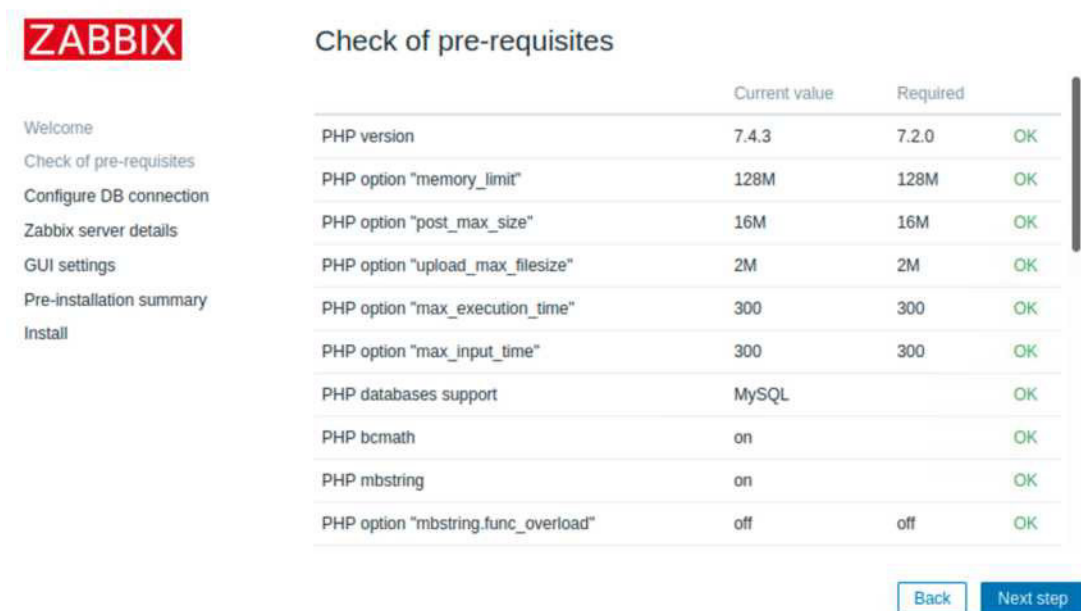 ZABBIX
Check of pre-requisites
Welcome
Check of pre-requisites
Configure DB connection
Zabbix server details
GUI settings
Pre-installation summary
Install
Current value Required
PHP version 7.4.3 7.2.0 OK
PHP option "memory_limit" 128M 128M OK
PHP option "post_max_size" 16M 16M OK
PHP option "upload_max_filesize" 2M 2M OK
PHP option "max_execution_time" 300 300 OK
PHP option "max_input_time" 300 300 OK
PHP databases support MySQL OK
PHP bcmath on OK
PHP mbstring on OK
PHP option "mbstring.func_overload" off off OK
Back Next step